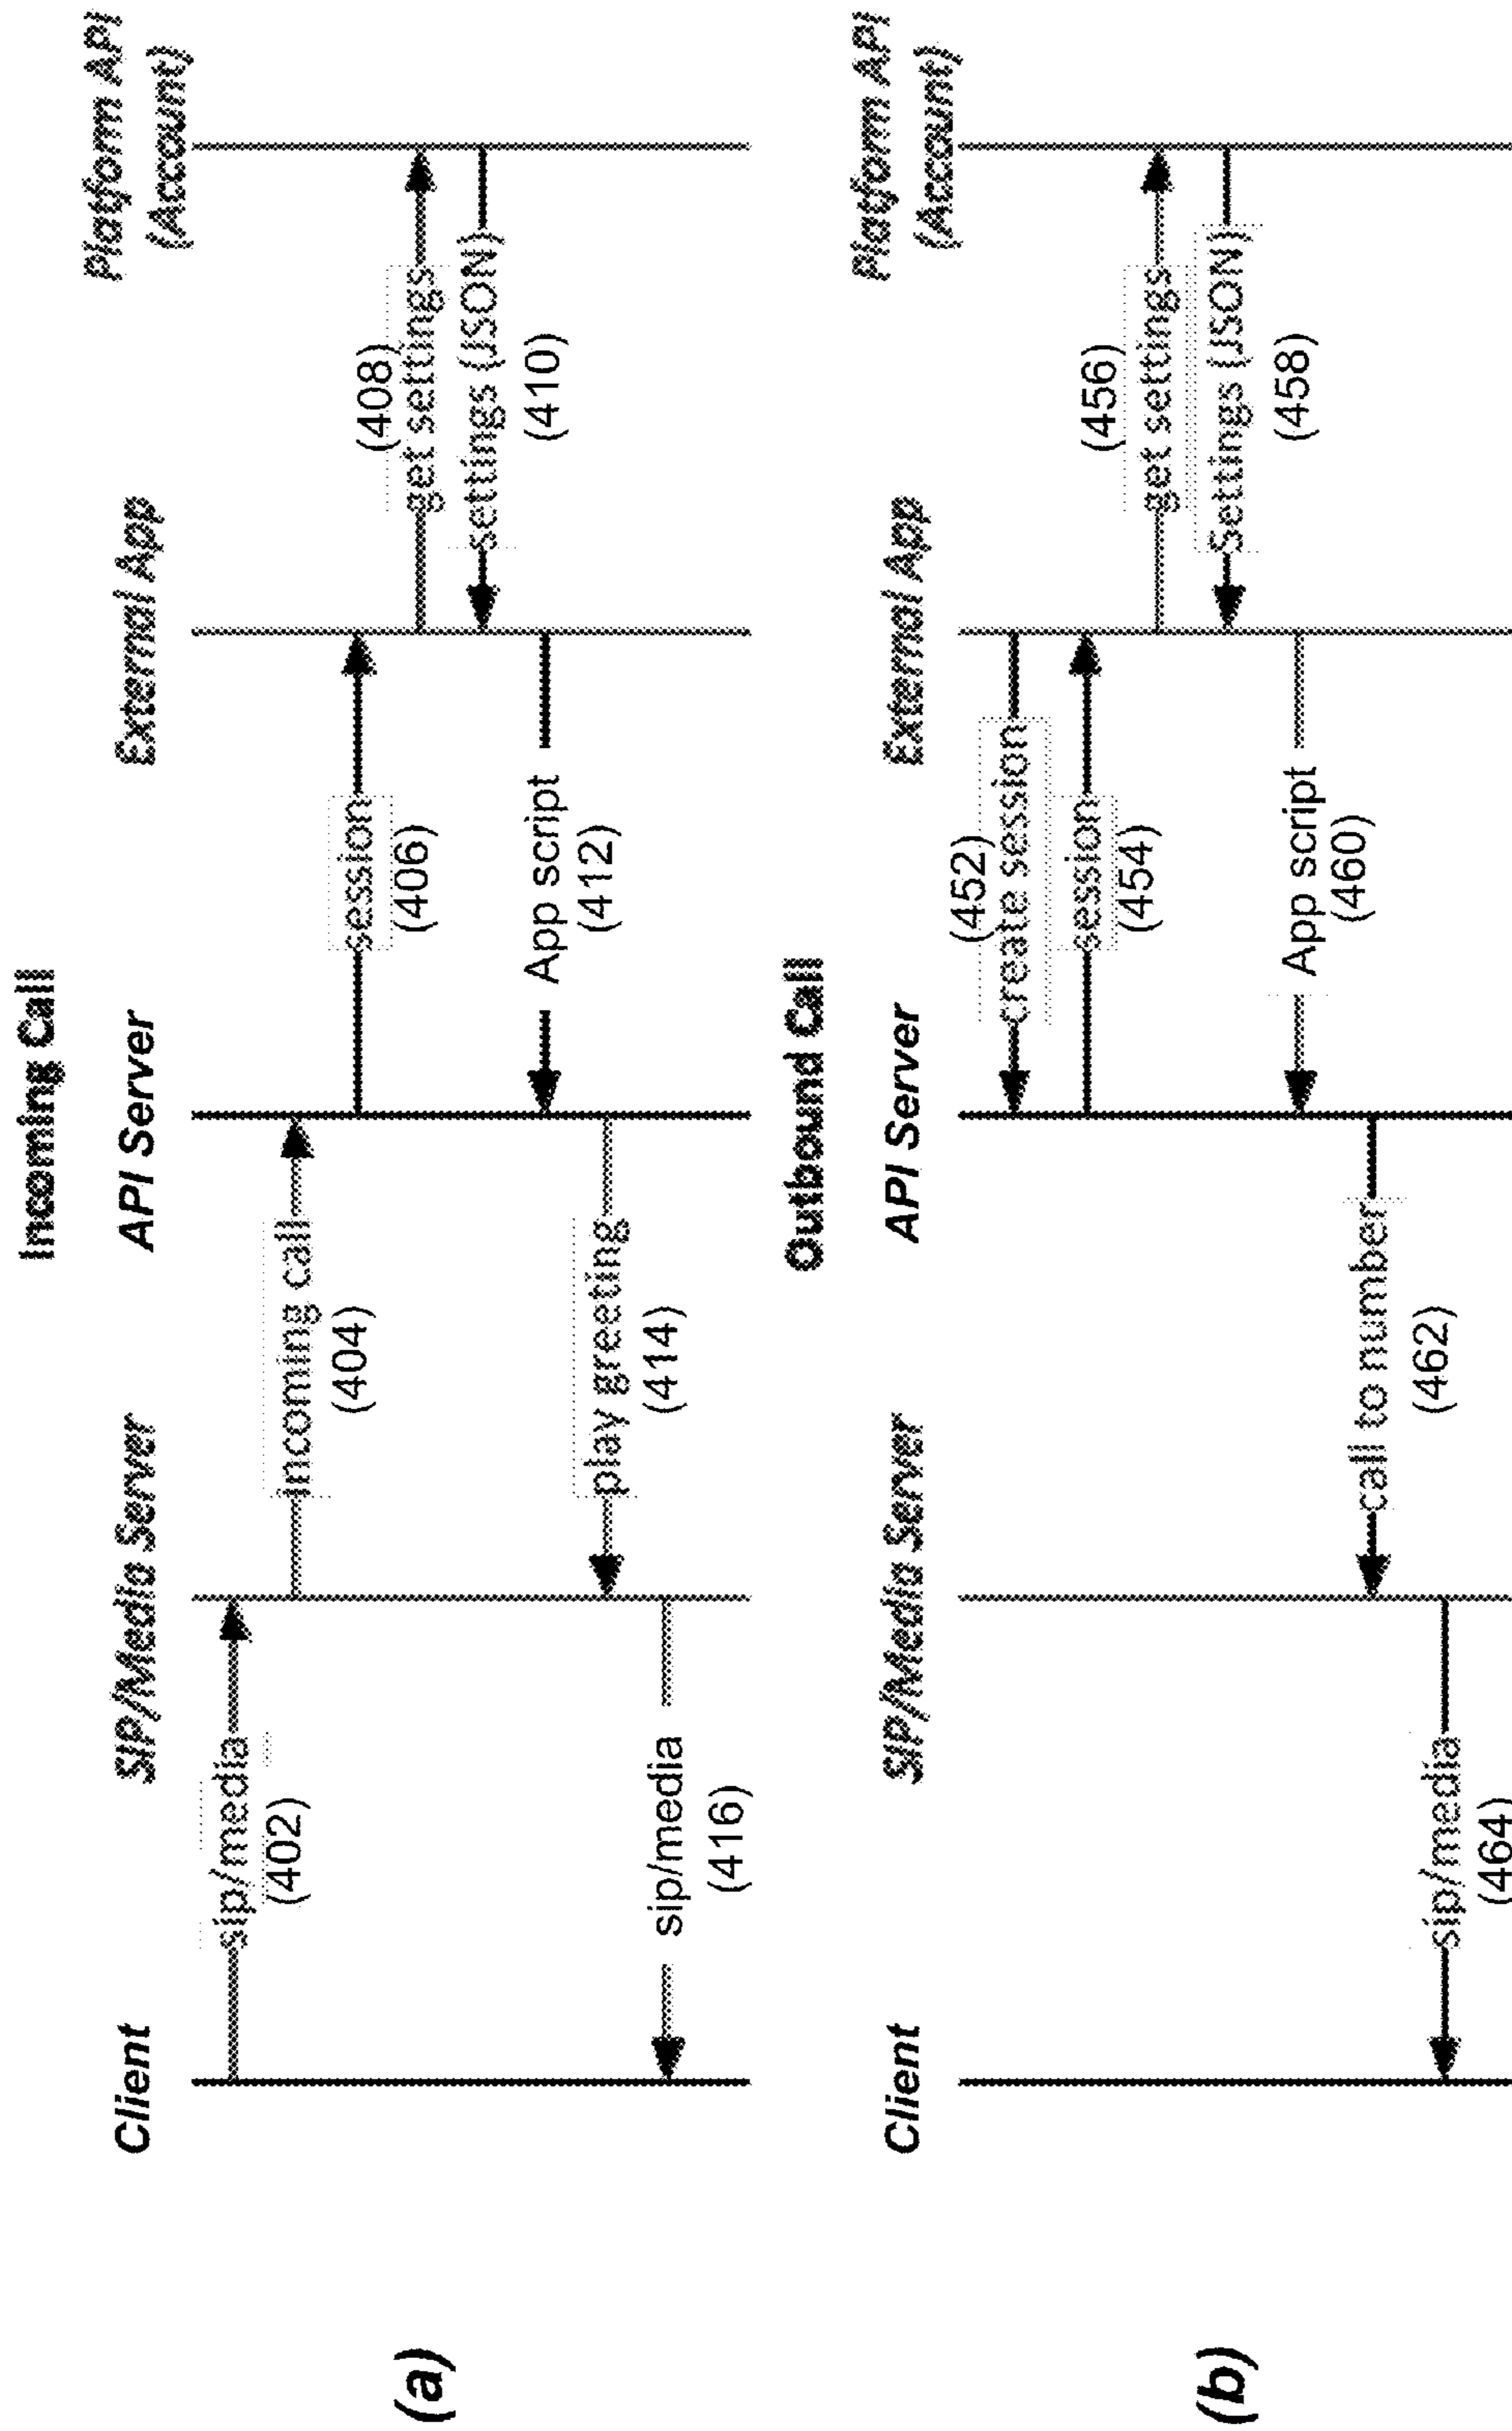 Incoming Call
Client
SIP/Media Server
API Server
External App
Platform API
(Account)
sip/media
(402)
incoming call
(404)
session
(406)
(408)
get settings
settings (JSON)
(410)
App script
(412)
play greeting
(414)
sip/media
(416)
(a)
Outbound Call
Client
SIP/Media Server
API Server
External App
Platform API
(Account)
(452)
create session
session
(454)
(456)
get settings
Settings (JSON)
(458)
App script
(460)
call to number
(462)
sip/media
(464)
(b)